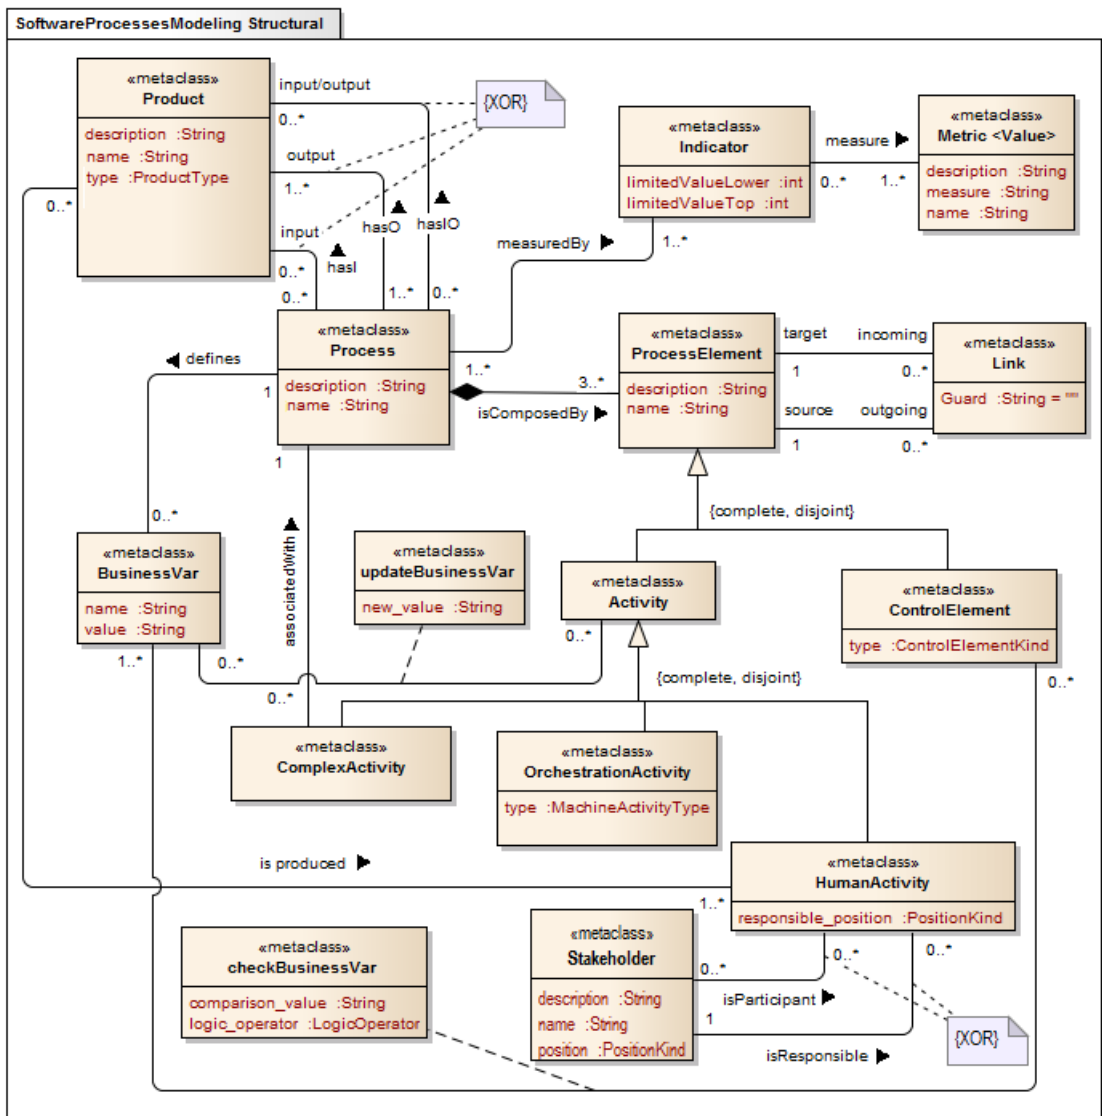 SoftwareProcessesModeling Structural
«metaclass»
Product
description :String
name :String
type :ProductType
input/output
0..*
output
1..*
input
0..*
hasI
hasO
hasIO
0..*
1..*
0..*
{XOR}
«metaclass»
Indicator
limitedValueLower :int
limitedValueTop :int
measure
0..*
1..*
«metaclass»
Metric <Value>
description :String
measure :String
name :String
0..*
measuredBy
1..*
«metaclass»
Process
description :String
name :String
defines
1
1..*
3..*
isComposedBy
1
«metaclass»
ProcessElement
description :String
name :String
target
incoming
1
0..*
source
outgoing
1
0..*
«metaclass»
Link
Guard :String = ""
{complete, disjoint}
0..*
«metaclass»
BusinessVar
name :String
value :String
1..*
0..*
associatedWith
0..*
«metaclass»
updateBusinessVar
new_value :String
«metaclass»
Activity
0..*
«metaclass»
ControlElement
type :ControlElementKind
0..*
{complete, disjoint}
«metaclass»
ComplexActivity
«metaclass»
OrchestrationActivity
type :MachineActivityType
is produced
1..*
«metaclass»
HumanActivity
responsible_position :PositionKind
«metaclass»
checkBusinessVar
comparison_value :String
logic_operator :LogicOperator
«metaclass»
Stakeholder
description :String
name :String
position :PositionKind
0..*
0..*
0..*
isParticipant
1
isResponsible
{XOR}